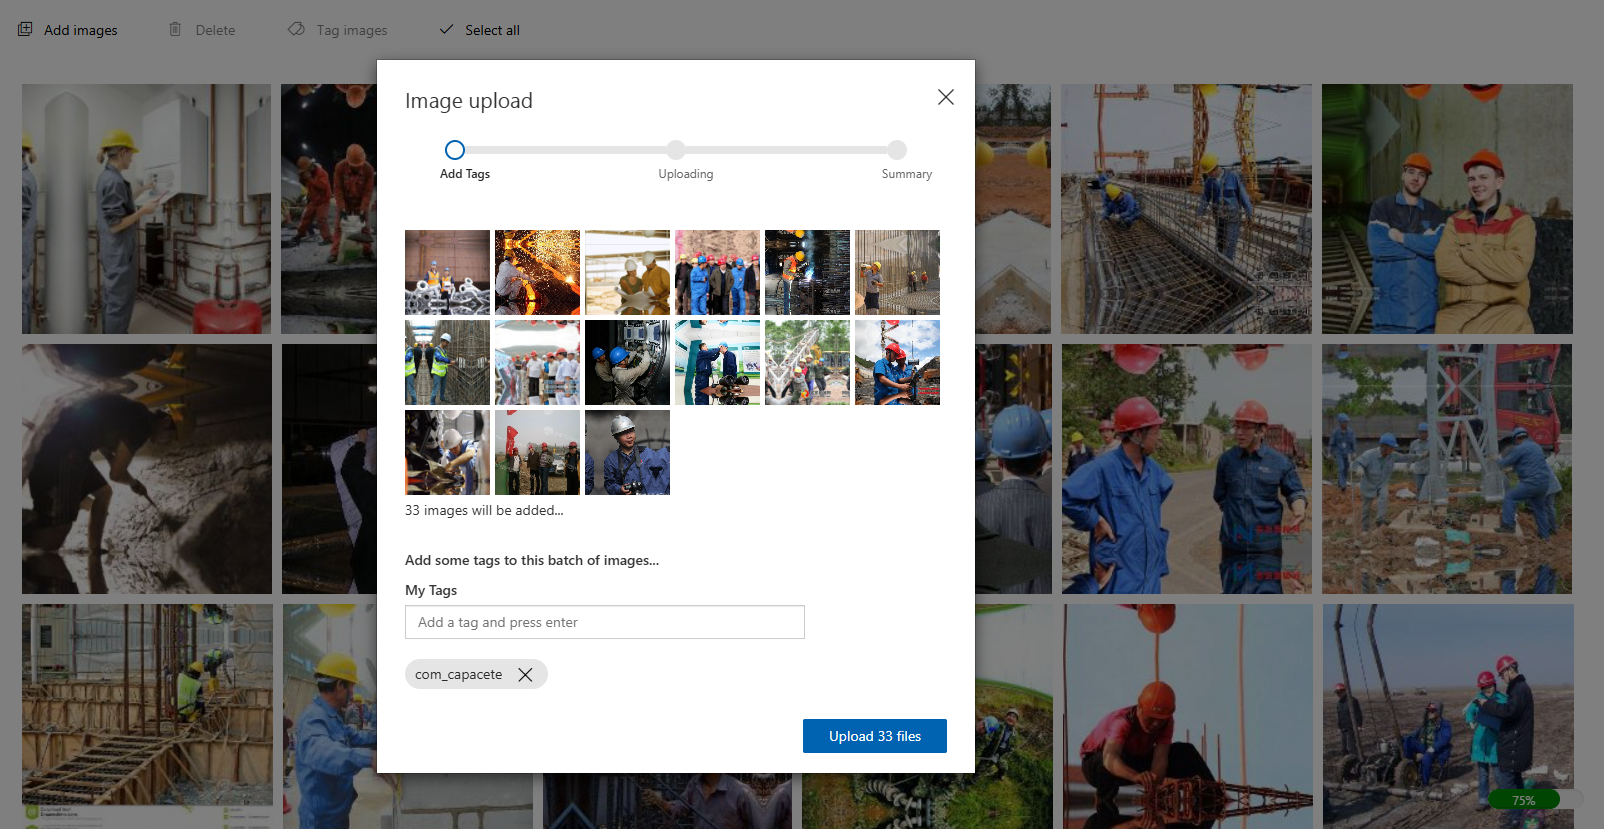 Add images
Delete
Tag images
Select all
Image upload
Add Tags
Uploading
Summary
33 images will be added...
Add some tags to this batch of images...
My Tags
Add a tag and press enter
com_capacete
Upload 33 files
75%